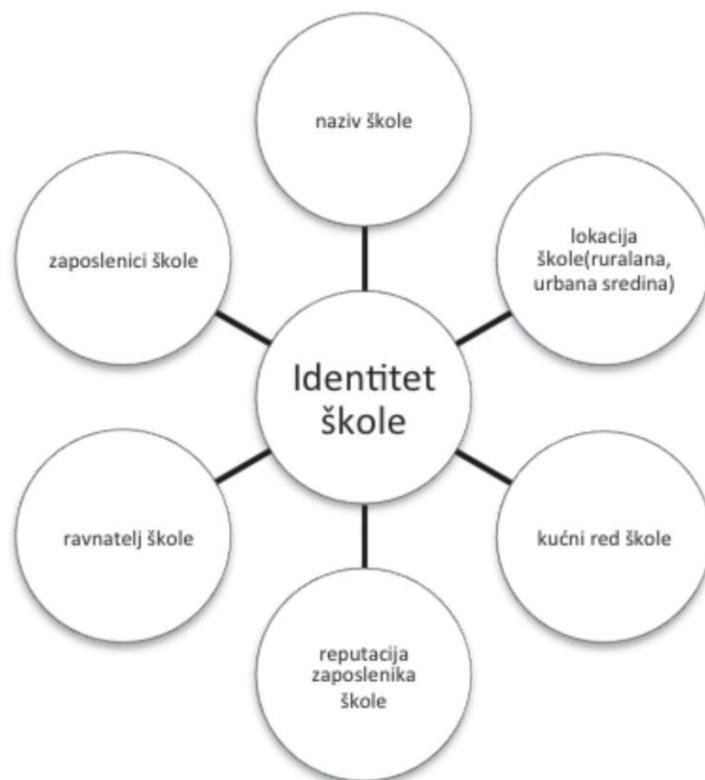 naziv škole
zaposlenici škole
lokacija
škole(ruralana,
urbana sredina)
Identitet
škole
ravnatelj škole
kućni red škole
reputacija
zaposlenika
škole